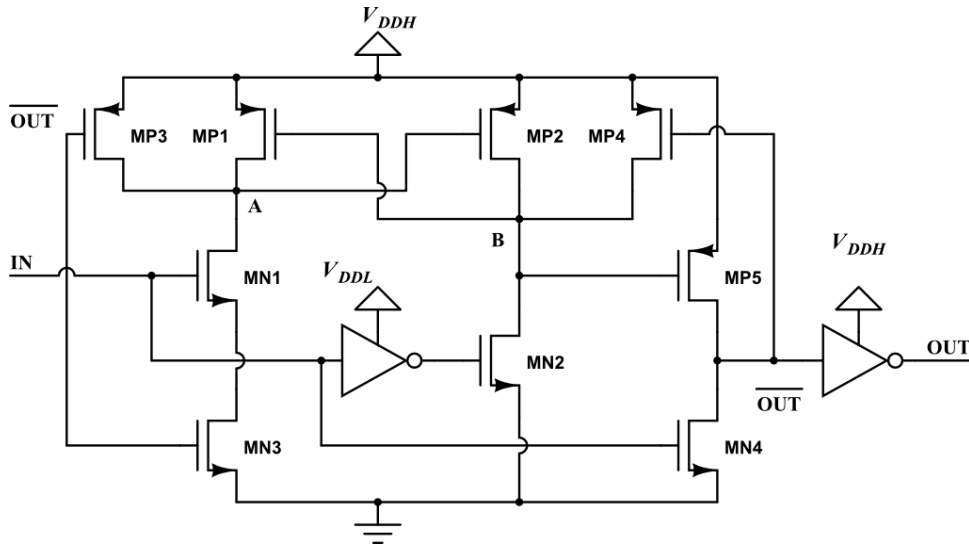 V_DDH
OUT
MP3
MP1
MP2
MP4
A
B
V_DDH
IN
MN1
V_DDL
MP5
OUT
MN2
OUT
MN3
MN4